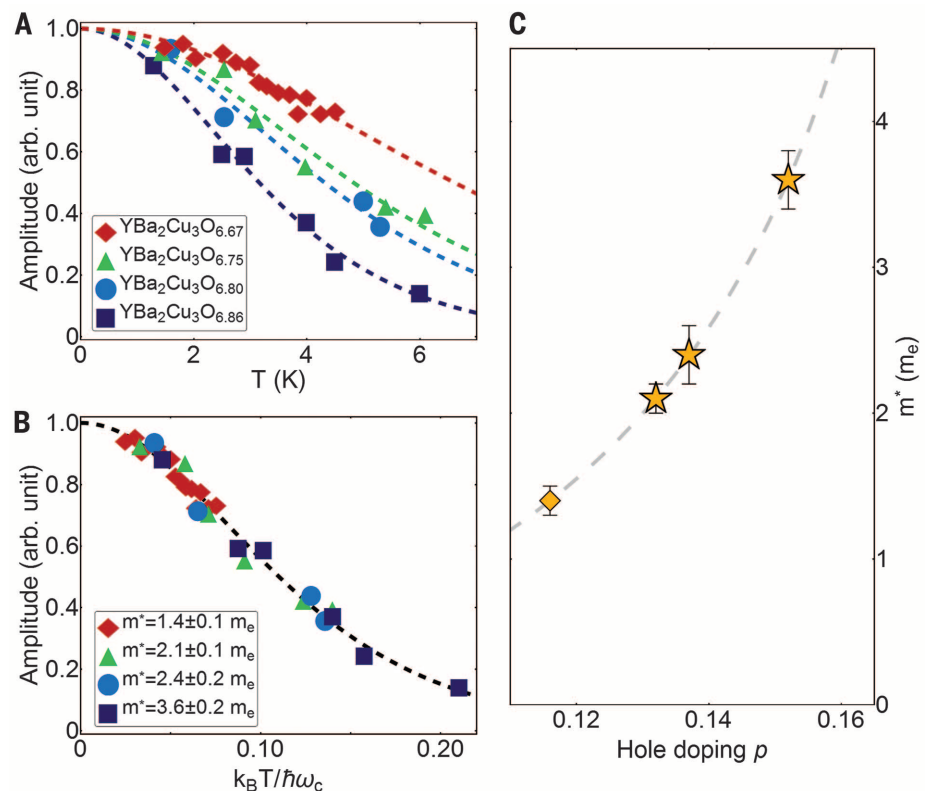 A
Amplitude (arb. unit)
1.0
0.8
0.6
0.4
0.2
0
YBa₂Cu₃O₆.₆₇
YBa₂Cu₃O₆.₇₅
YBa₂Cu₃O₆.₈₀
YBa₂Cu₃O₆.₈₆
0 2 4 6
T (K)
B
Amplitude (arb. unit)
1.0
0.8
0.6
0.4
0.2
0
m*=1.4±0.1 mₑ
m*=2.1±0.1 mₑ
m*=2.4±0.2 mₑ
m*=3.6±0.2 mₑ
0 0.10 0.20
k_BT/ħω_c
C
4
3
2
1
0
m* (mₑ)
0.12 0.14 0.16
Hole doping p